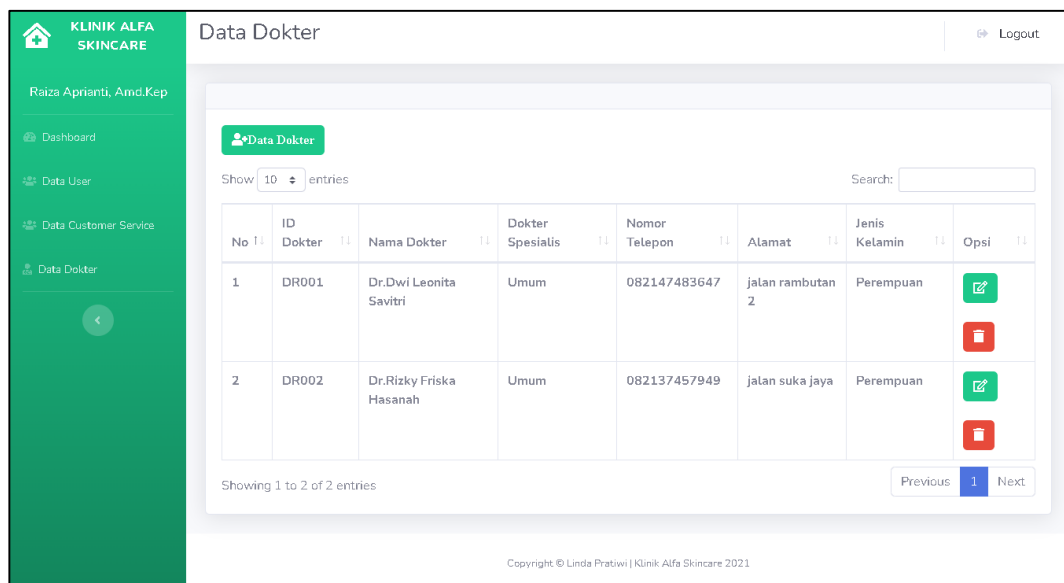 KLINIK ALFA
SKINCARE
Raiza Aprianti, Amd.Kep
Dashboard
Data User
Data Customer Service
Data Dokter
Data Dokter
Logout
Data Dokter
Show 10 entries
Search:
No
ID
Dokter
Nama Dokter
Dokter
Spesialis
Nomor
Telepon
Alamat
Jenis
Kelamin
Opsi
1
DR001
Dr.Dwi Leonita
Savitri
Umum
082147483647
jalan rambutan
2
Perempuan
2
DR002
Dr.Rizky Friska
Hasanah
Umum
082137457949
jalan suka jaya
Perempuan
Showing 1 to 2 of 2 entries
Previous 1 Next
Copyright © Linda Pratiwi | Klinik Alfa Skincare 2021